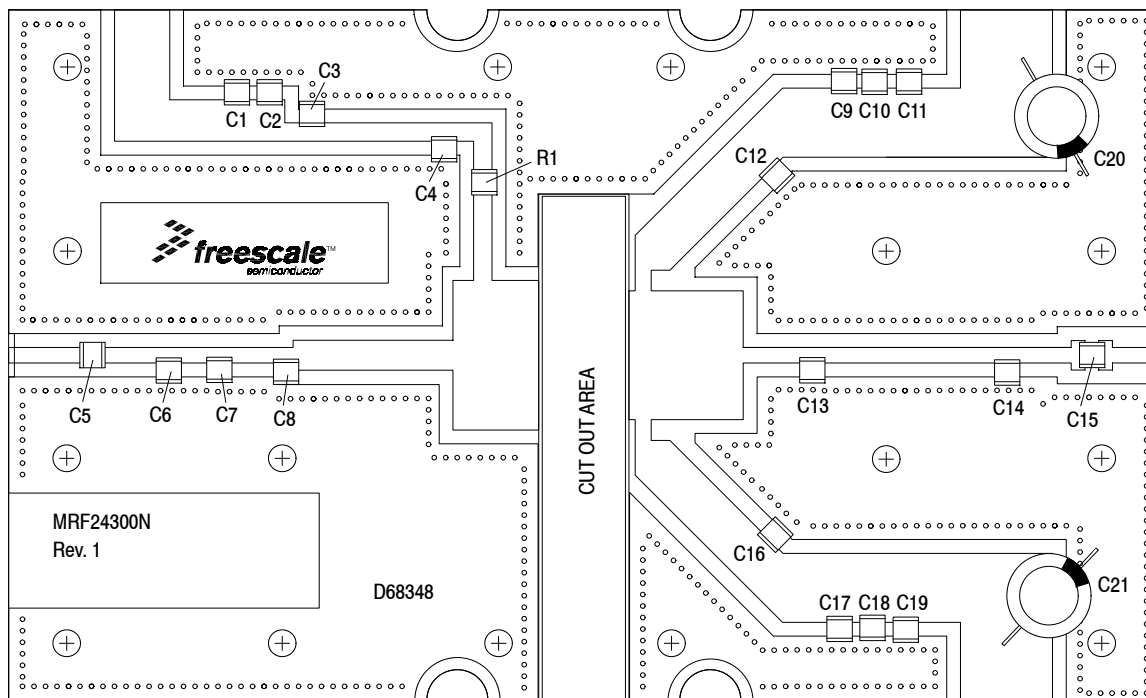 C3
C1 C2
C9 C10 C11
C4
R1
C12
C20
freescale™
semiconductor
C5
C6
C7
C8
CUT OUT AREA
C13
C14
C15
MRF24300N
Rev. 1
D68348
C16
C21
C17 C18 C19